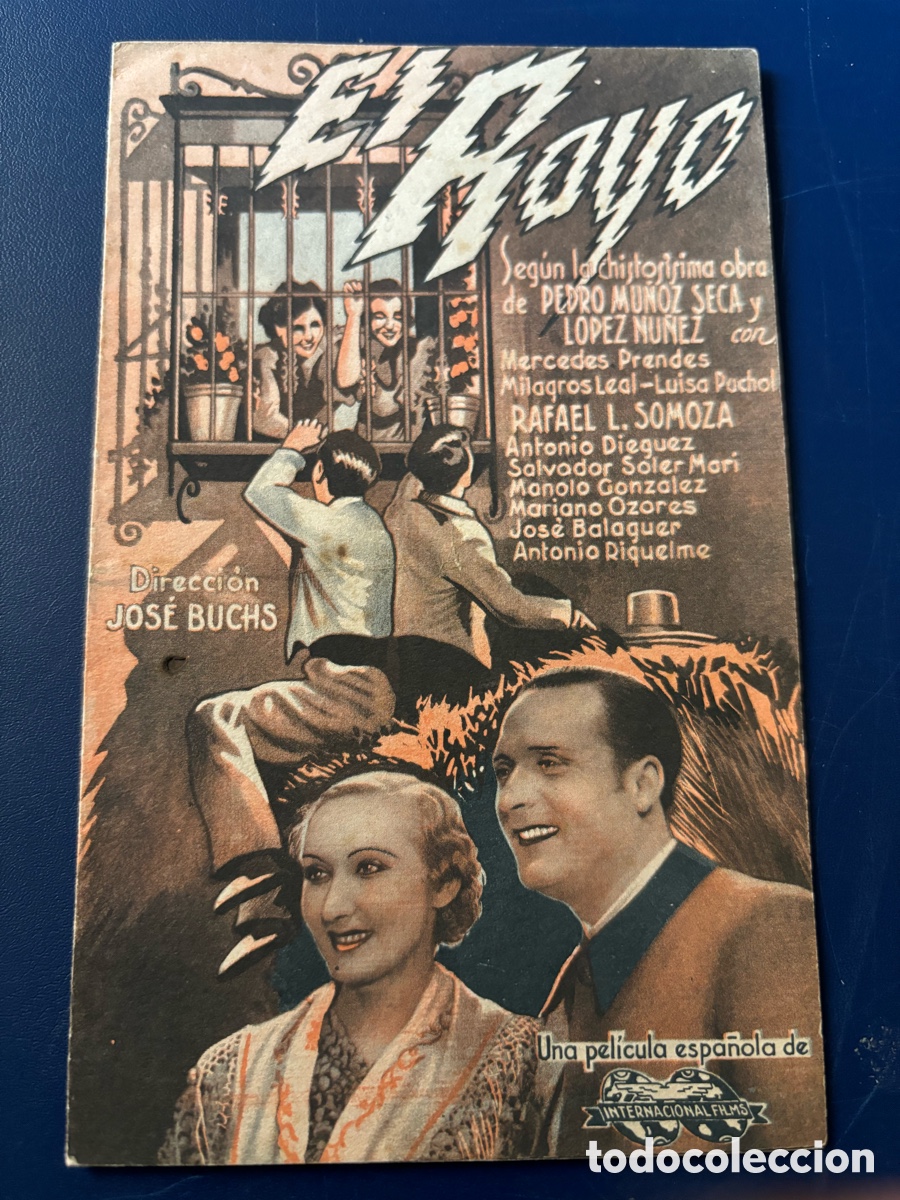 El Rayo
Según la chistosísima obra
de PEDRO MUÑOZ SECA y
LOPEZ NUÑEZ con
Mercedes Prendes
Milagros Leal-Luisa Puchol
RAFAEL L. SOMOZA
Antonio Dieguez
Salvador Soler Marí
Manolo Gonzalez
Mariano Ozores
José Balaguer
Antonio Riquelme
Dirección
JOSÉ BUCHS
Una película española de
INTERNACIONAL FILMS
todocoleccion